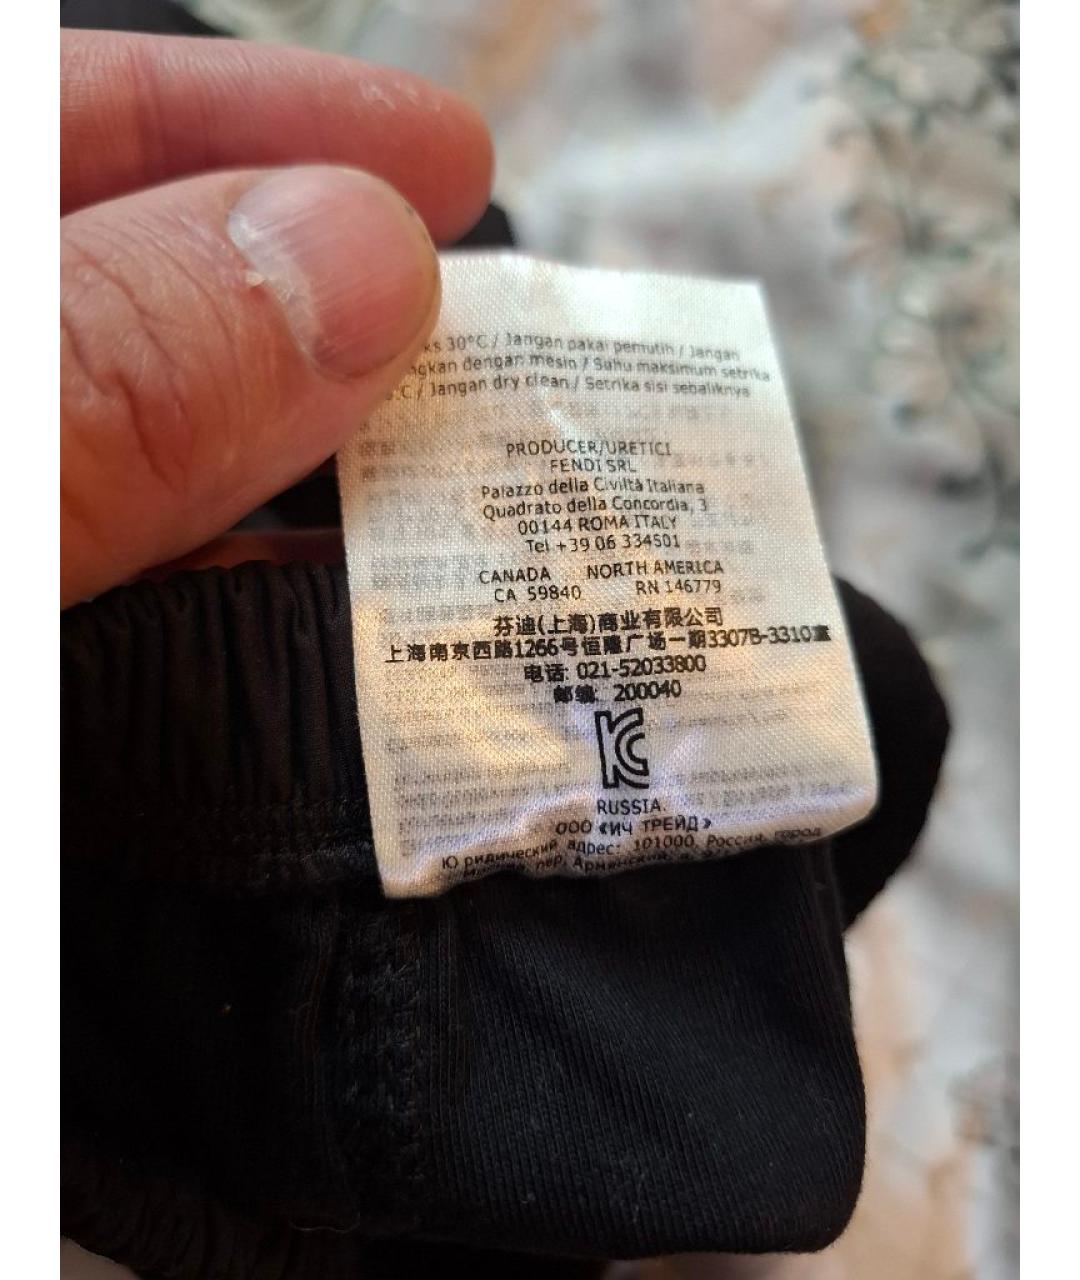 ks 30°C / Jangan pakai pemutih / Jangan
ngkan dengan mesin / Suhu maksimum setrika
°C / Jangan dry clean / Setrika sisi sebaliknya
PRODUCER/URETICI
FENDI SRL
Palazzo della Civiltà Italiana
Quadrato della Concordia, 3
00144 ROMA ITALY
Tel +39 06 334501
CANADA NORTH AMERICA
CA 59840 RN 146779
芬迪(上海)商业有限公司
上海南京西路1266号恒隆广场一期3307B-3310室
电话: 021-52033800
邮编: 200040
KC
RUSSIA.
ООО «ИЧ ТРЕЙД»
Ю ридический адрес: 101000, Россия, город
Москва, пер. Армянский, д.